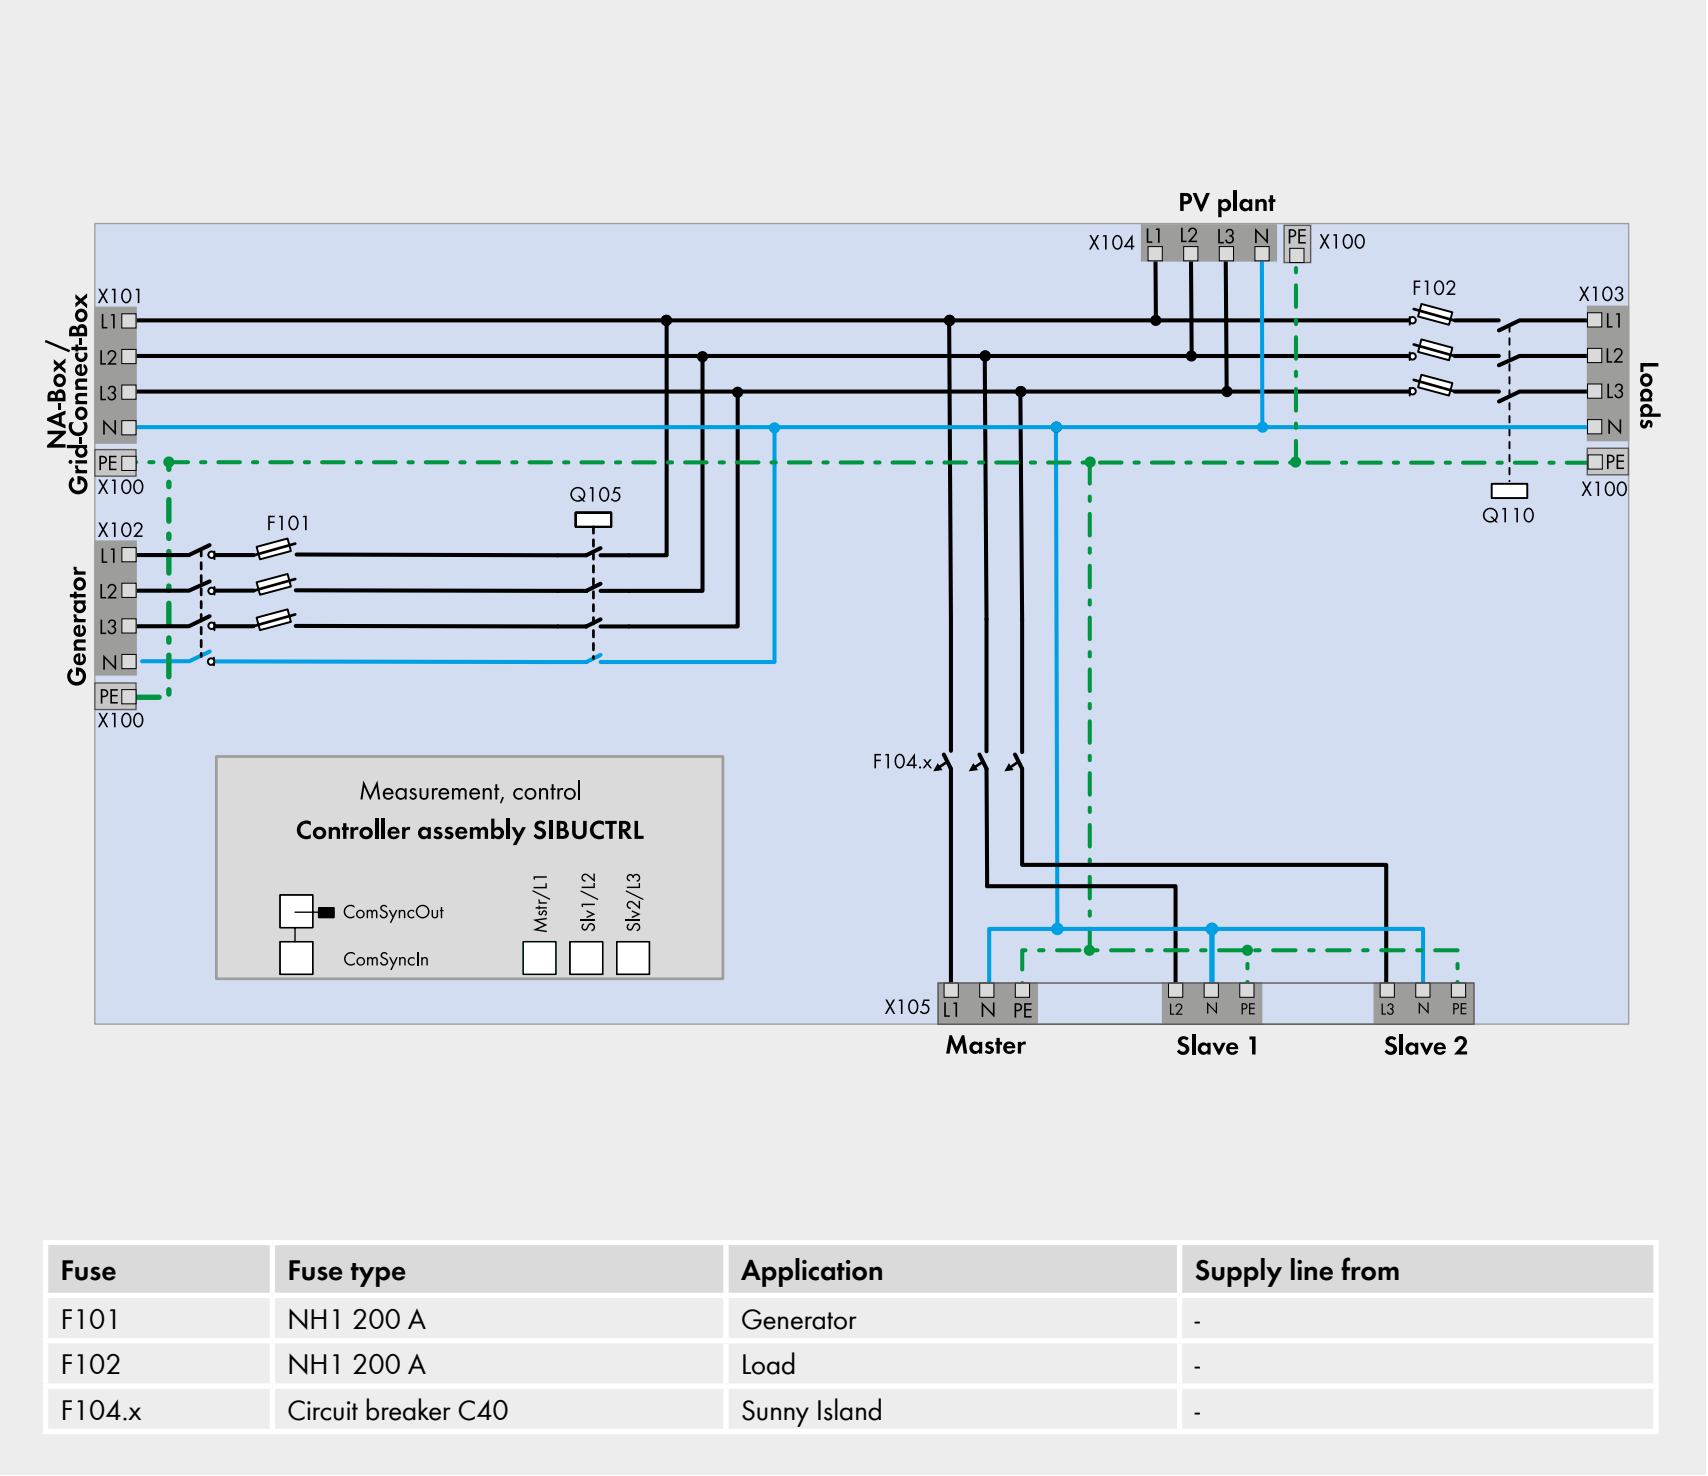 PV plant
X104
L1
L2
L3
N
PE
X100
F102
X103
X101
NA-Box /
Grid-Connect-Box
L1
L2
L3
N
PE
X100
L1
L2
L3
N
PE
X100
Loads
Q110
Q105
F101
X102
Generator
L1
L2
L3
N
PE
X100
F104.x
Measurement, control
Controller assembly SIBUCTRL
Mstr/L1
Slv1/L2
Slv2/L3
ComSyncOut
ComSyncIn
X105
L1 N PE
L2 N PE
L3 N PE
Master
Slave 1
Slave 2
Fuse Fuse type Application Supply line from
F101 NH1 200 A Generator -
F102 NH1 200 A Load -
F104.x Circuit breaker C40 Sunny Island -